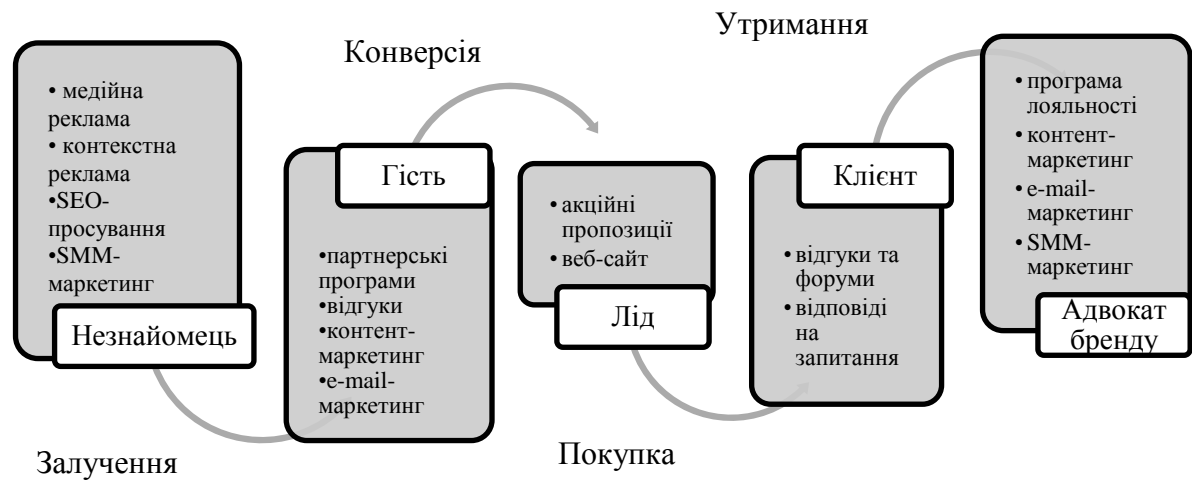 • медійна
реклама
• контекстна
реклама
•SEO-
просування
•SMM-
маркетинг
Незнайомець
Залучення
Гість
•партнерські
програми
•відгуки
•контент-
маркетинг
•e-mail-
маркетинг
Конверсія
• акційні
пропозиції
• веб-сайт
Лід
Покупка
Клієнт
• відгуки та
форуми
• відповіді
на
запитання
Утримання
• програма
лояльності
• контент-
маркетинг
• e-mail-
маркетинг
• SMM-
маркетинг
Адвокат
бренду